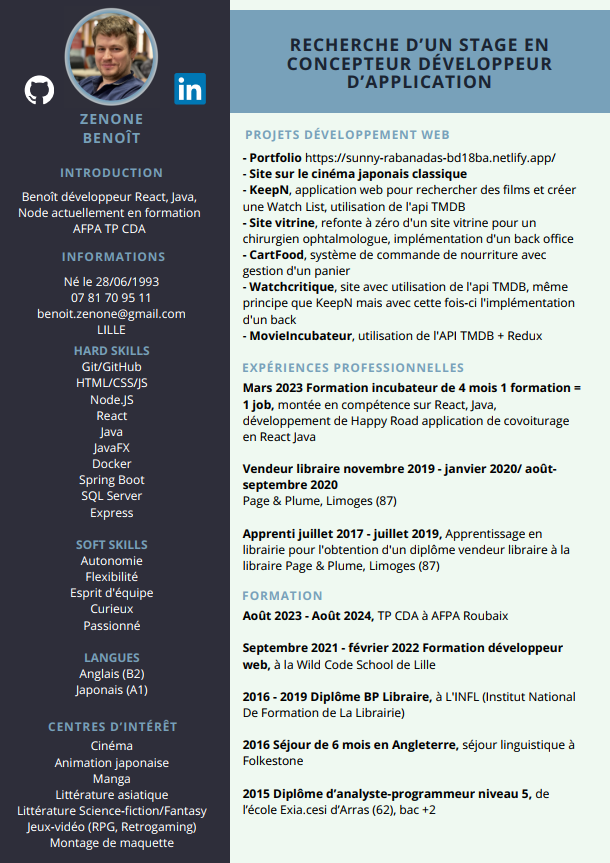 ZENONE
BENOÎT
INTRODUCTION
Benoît développeur React, Java,
Node actuellement en formation
AFPA TP CDA
INFORMATIONS
Né le 28/06/1993
07 81 70 95 11
benoit.zenone@gmail.com
LILLE
HARD SKILLS
Git/GitHub
HTML/CSS/JS
Node.JS
React
Java
JavaFX
Docker
Spring Boot
SQL Server
Express
SOFT SKILLS
Autonomie
Flexibilité
Esprit d'équipe
Curieux
Passionné
LANGUES
Anglais (B2)
Japonais (A1)
CENTRES D'INTÉRÊT
Cinéma
Animation japonaise
Manga
Littérature asiatique
Littérature Science-fiction/Fantasy
Jeux-vidéo (RPG, Retrogaming)
Montage de maquette
RECHERCHE D'UN STAGE EN
CONCEPTEUR DÉVELOPPEUR
D'APPLICATION
PROJETS DÉVELOPPEMENT WEB
- Portfolio https://sunny-rabanadas-bd18ba.netlify.app/
- Site sur le cinéma japonais classique
- KeepN, application web pour rechercher des films et créer
une Watch List, utilisation de l'api TMDB
- Site vitrine, refonte à zéro d'un site vitrine pour un
chirurgien ophtalmologue, implémentation d'un back office
- CartFood, système de commande de nourriture avec
gestion d'un panier
- Watchcritique, site avec utilisation de l'api TMDB, même
principe que KeepN mais avec cette fois-ci l'implémentation
d'un back
- MovieIncubateur, utilisation de l'API TMDB + Redux
EXPÉRIENCES PROFESSIONNELLES
Mars 2023 Formation incubateur de 4 mois 1 formation =
1 job, montée en compétence sur React, Java,
développement de Happy Road application de covoiturage
en React Java
Vendeur libraire novembre 2019 - janvier 2020/ août-
septembre 2020
Page & Plume, Limoges (87)
Apprenti juillet 2017 - juillet 2019, Apprentissage en
librairie pour l'obtention d'un diplôme vendeur libraire à la
libraire Page & Plume, Limoges (87)
FORMATION
Août 2023 - Août 2024, TP CDA à AFPA Roubaix
Septembre 2021 - février 2022 Formation développeur
web, à la Wild Code School de Lille
2016 - 2019 Diplôme BP Libraire, à L'INFL (Institut National
De Formation de La Librairie)
2016 Séjour de 6 mois en Angleterre, séjour linguistique à
Folkestone
2015 Diplôme d'analyste-programmeur niveau 5, de
l'école Exia.cesi d'Arras (62), bac +2